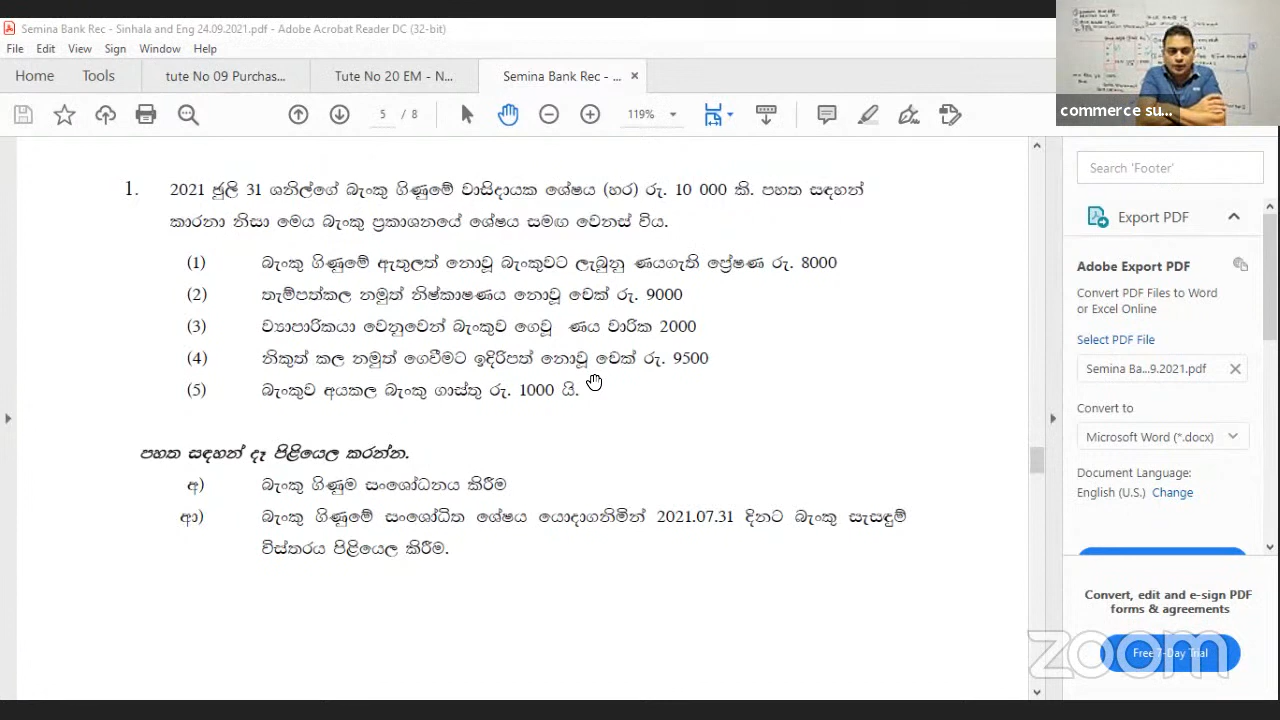 Semina Bank Rec - Sinhala and Eng 24.09.2021.pdf - Adobe Acrobat Reader DC (32-bit)
File Edit View Sign Window Help
Home Tools tute No 09 Purchas... Tute No 20 EM - N... Semina Bank Rec - ... ×
5 / 8 119%
commerce su...
1. 2021 ජුලි 31 ශනිල්ගේ බැංකු ගිණුමේ වාසිදායක ශේෂය (හර) රු. 10 000 කි. පහත සඳහන්
කාරනා නිසා මෙය බැංකු ප්‍රකාශනයේ ශේෂය සමඟ වෙනස් විය.
(1) බැංකු ගිණුමේ ඇතුලත් නොවූ බැංකුවට ලැබුනු ණයගැති ප්‍රේෂණ රු. 8000
(2) තැම්පත්කල නමුත් නිෂ්කාෂණය නොවූ චෙක් රු. 9000
(3) ව්‍යාපාරිකයා වෙනුවෙන් බැංකුව ගෙවූ ණය වාරික 2000
(4) නිකුත් කල නමුත් ගෙවීමට ඉදිරිපත් නොවූ චෙක් රු. 9500
(5) බැංකුව අයකල බැංකු ගාස්තු රු. 1000 යි.
පහත සඳහන් දෑ පිළියෙල කරන්න.
අ) බැංකු ගිණුම සංශෝධනය කිරීම
ආ) බැංකු ගිණුමේ සංශෝධිත ශේෂය යොදාගනිමින් 2021.07.31 දිනට බැංකු සැසඳුම්
විස්තරය පිළියෙල කිරීම.
Search 'Footer'
Export PDF
Adobe Export PDF
Convert PDF Files to Word
or Excel Online
Select PDF File
Semina Ba...9.2021.pdf
Convert to
Microsoft Word (*.docx)
Document Language:
English (U.S.) Change
Convert, edit and e-sign PDF
forms & agreements
Free 7-Day Trial
zoom